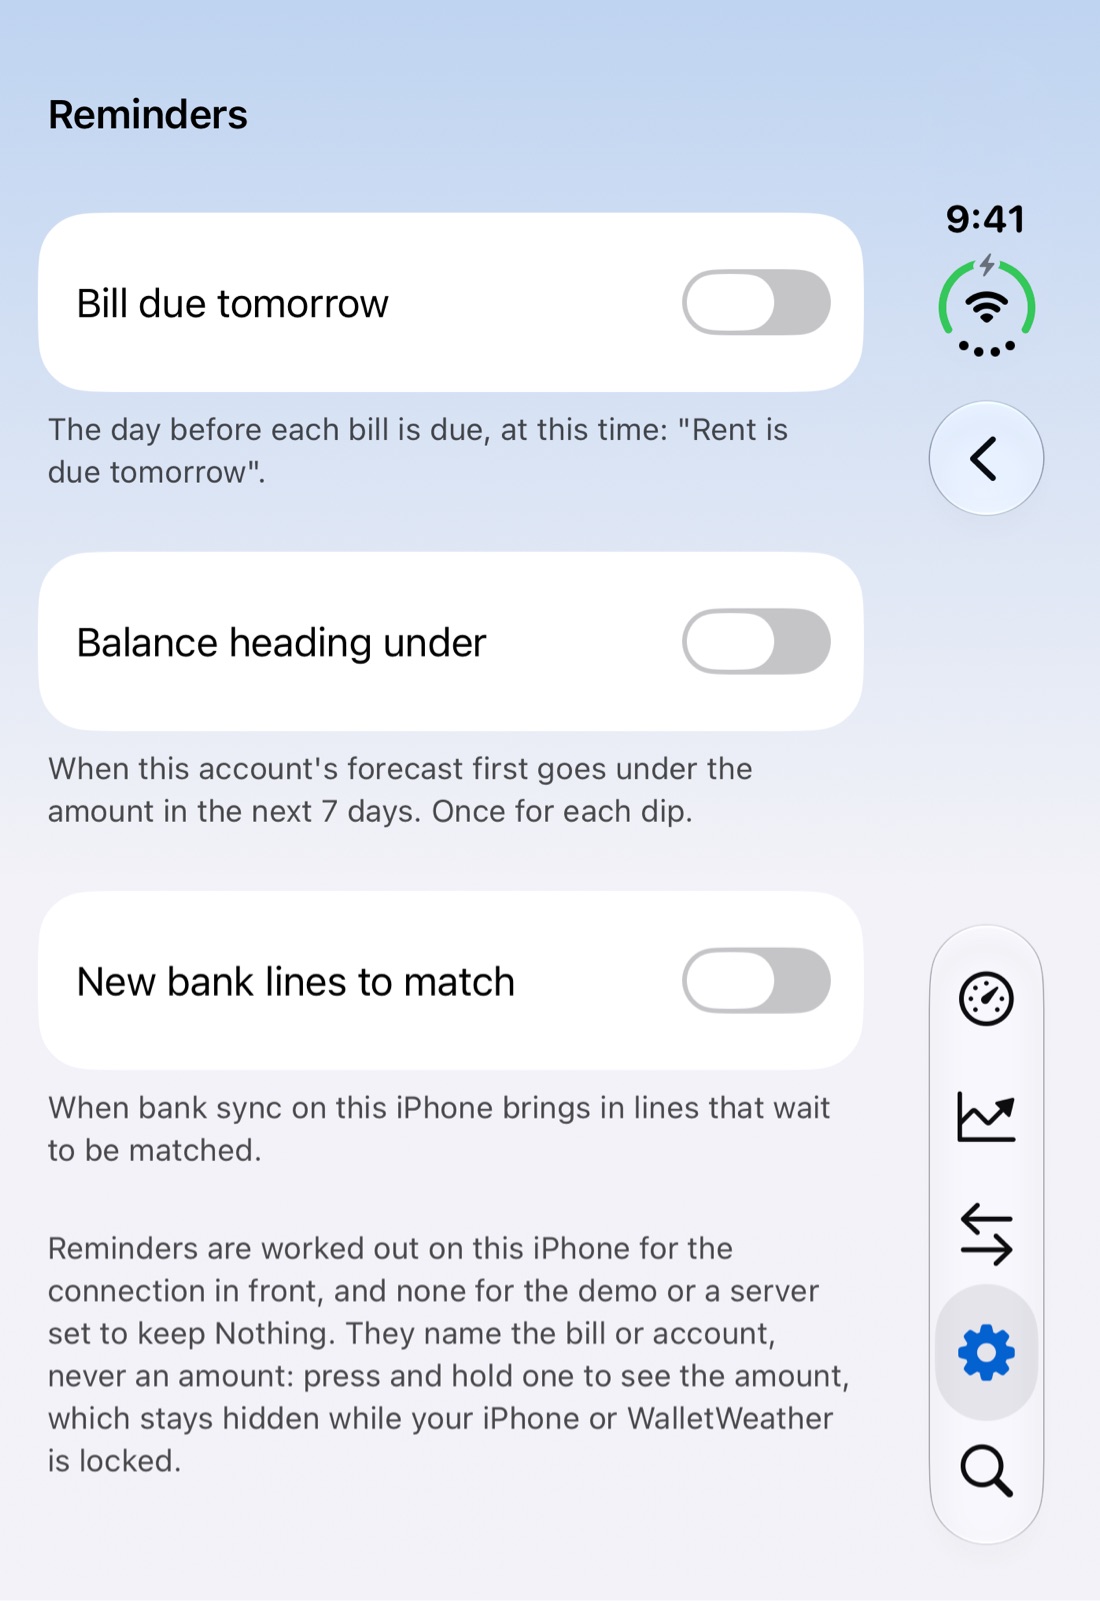 Reminders
9:41
Bill due tomorrow
The day before each bill is due, at this time: "Rent is
due tomorrow".
Balance heading under
When this account's forecast first goes under the
amount in the next 7 days. Once for each dip.
New bank lines to match
When bank sync on this iPhone brings in lines that wait
to be matched.
Reminders are worked out on this iPhone for the
connection in front, and none for the demo or a server
set to keep Nothing. They name the bill or account,
never an amount: press and hold one to see the amount,
which stays hidden while your iPhone or WalletWeather
is locked.